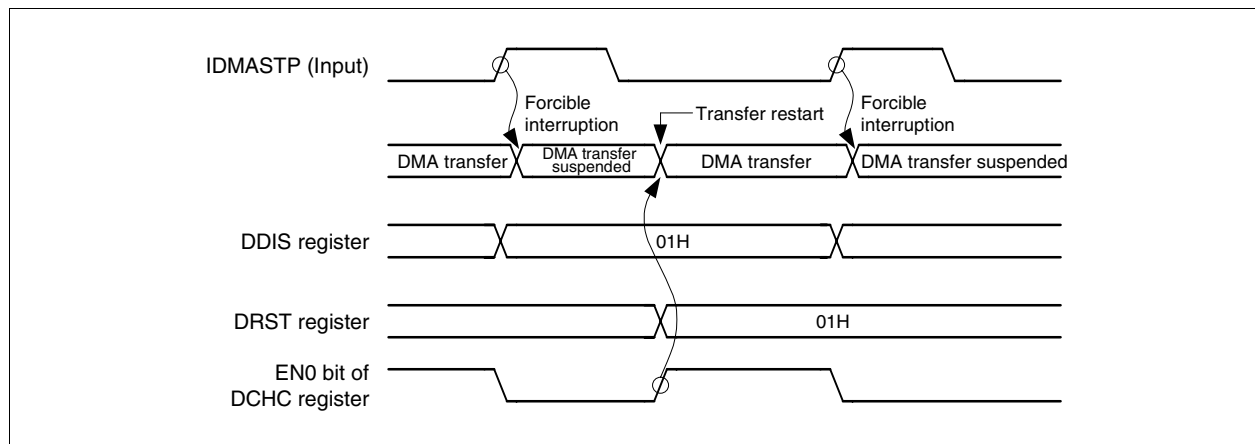 IDMASTP (Input)
Forcible
interruption
Transfer restart
Forcible
interruption
DMA transfer
DMA transfer
suspended
DMA transfer
DMA transfer suspended
DDIS register
01H
DRST register
01H
EN0 bit of
DCHC register